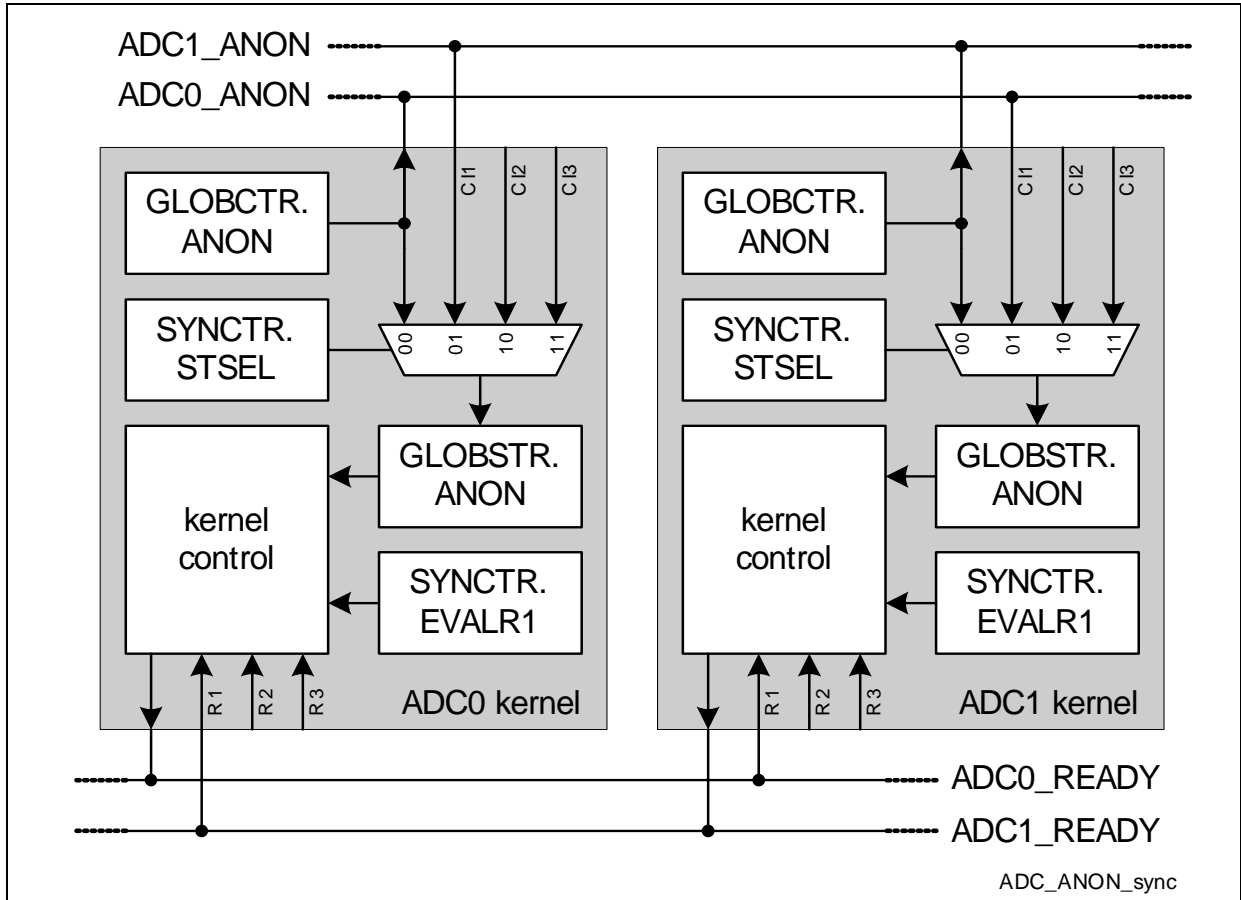 ADC1_ANON
ADC0_ANON
GLOBCTR.
ANON
CI1
CI2
CI3
SYNCTR.
STSEL
00
01
10
11
GLOBSTR.
ANON
kernel
control
SYNCTR.
EVALR1
R1
R2
R3
ADC0 kernel
GLOBCTR.
ANON
CI1
CI2
CI3
SYNCTR.
STSEL
00
01
10
11
GLOBSTR.
ANON
kernel
control
SYNCTR.
EVALR1
R1
R2
R3
ADC1 kernel
ADC0_READY
ADC1_READY
ADC_ANON_sync